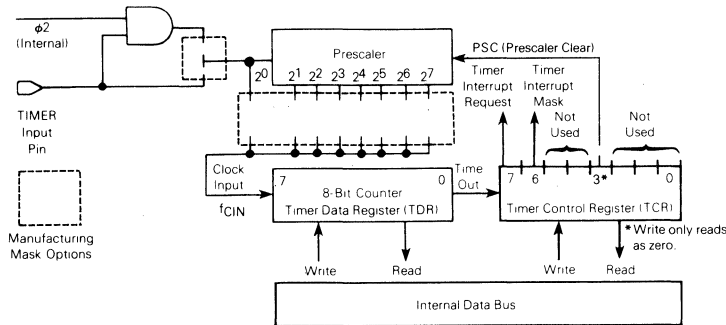 φ2
(Internal)
TIMER
Input
Pin
Manufacturing
Mask Options
Prescaler
2⁰ 2¹ 2² 2³ 2⁴ 2⁵ 2⁶ 2⁷
PSC (Prescaler Clear)
Timer
Interrupt
Request
Timer
Interrupt
Mask
Not
Used
Not
Used
Clock
Input
fCIN
7 0
8-Bit Counter
Timer Data Register (TDR)
Time
Out
7 6 3* 0
Timer Control Register (TCR)
* Write only reads
as zero.
Write Read
Write Read
Internal Data Bus